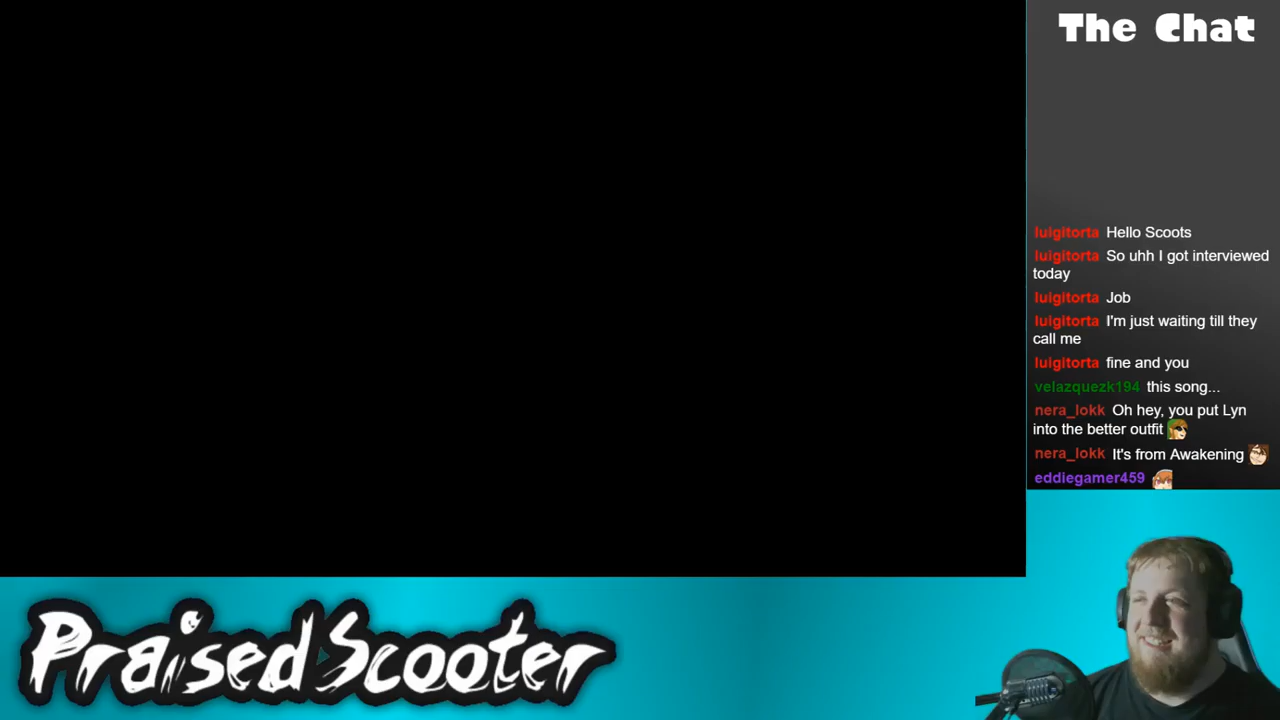 The Chat
luigitorta Hello Scoots
luigitorta So uhh I got interviewed
today
luigitorta Job
luigitorta I'm just waiting till they
call me
luigitorta fine and you
velazquezk194 this song...
nera_lokk Oh hey, you put Lyn
into the better outfit
nera_lokk It's from Awakening
eddiegamer459
PraisedScooter